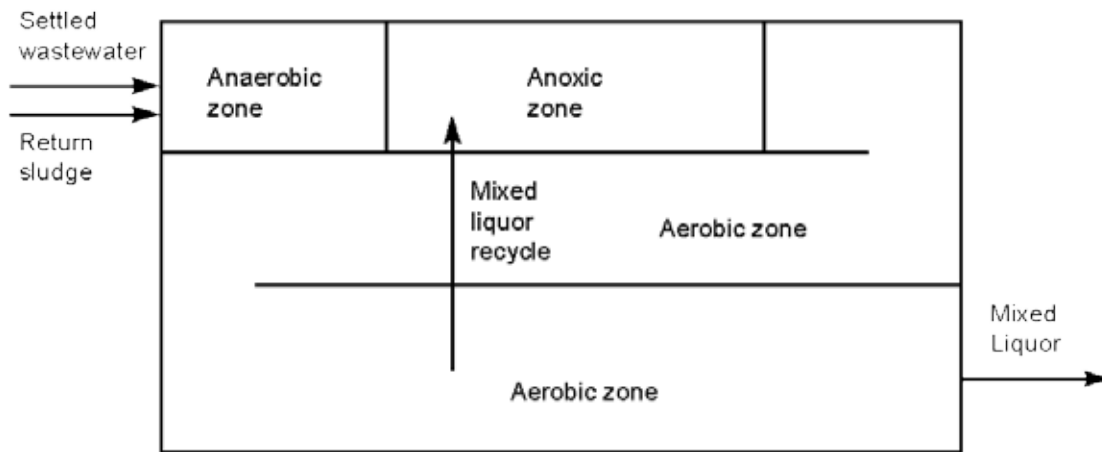 Settled
wastewater
Return
sludge
Anaerobic
zone
Anoxic
zone
Mixed
liquor
recycle
Aerobic zone
Aerobic zone
Mixed
Liquor